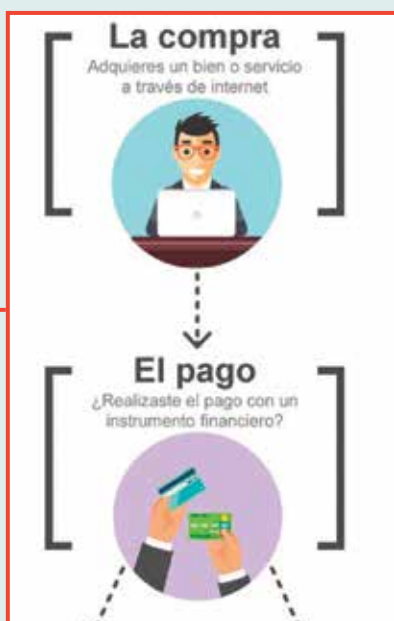 La compra
Adquieres un bien o servicio
a través de internet
El pago
¿Realizaste el pago con un
instrumento financiero?